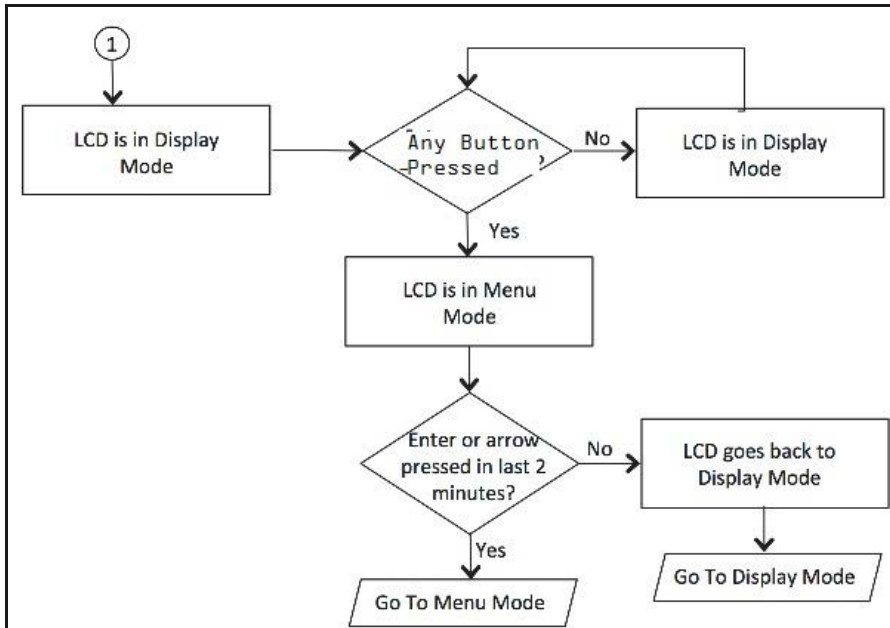 1
LCD is in Display
Mode
Any Button
Pressed ?
No
LCD is in Display
Mode
Yes
LCD is in Menu
Mode
Enter or arrow
pressed in last 2
minutes?
No
LCD goes back to
Display Mode
Yes
Go To Menu Mode
Go To Display Mode